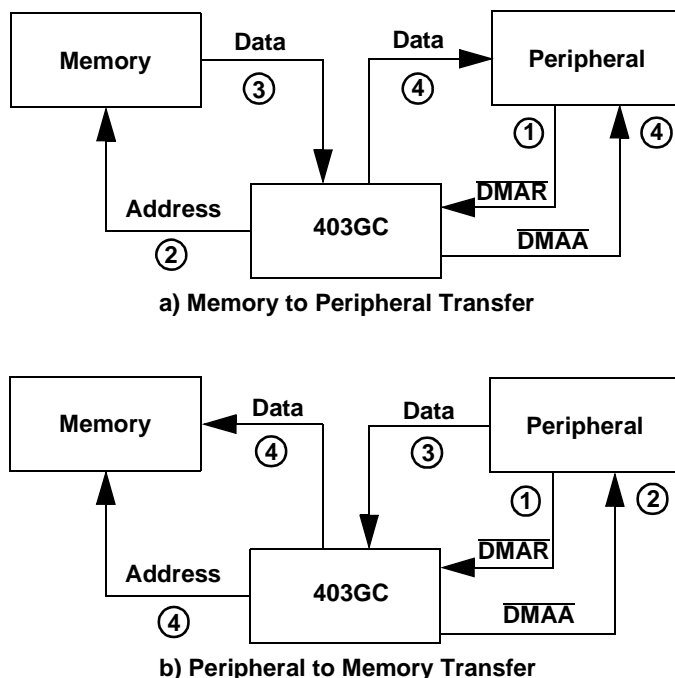 Data
Data
Memory
Peripheral
③
④
①
④
DMAR
Address
403GC
②
DMAA
a) Memory to Peripheral Transfer
Data
Data
Memory
Peripheral
④
③
①
②
DMAR
Address
403GC
④
DMAA
b) Peripheral to Memory Transfer